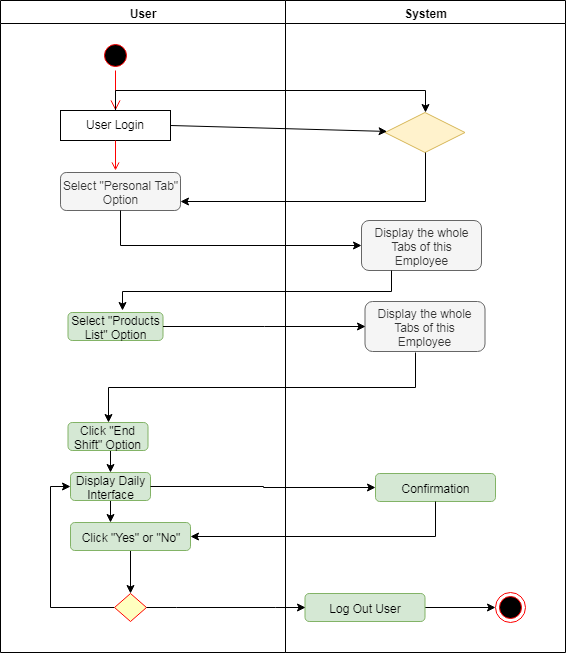 User
System
User Login
Select "Personal Tab"
Option
Display the whole
Tabs of this
Employee
Select "Products
List" Option
Display the whole
Tabs of this
Employee
Click "End
Shift" Option
Display Daily
Interface
Confirmation
Click "Yes" or "No"
Log Out User